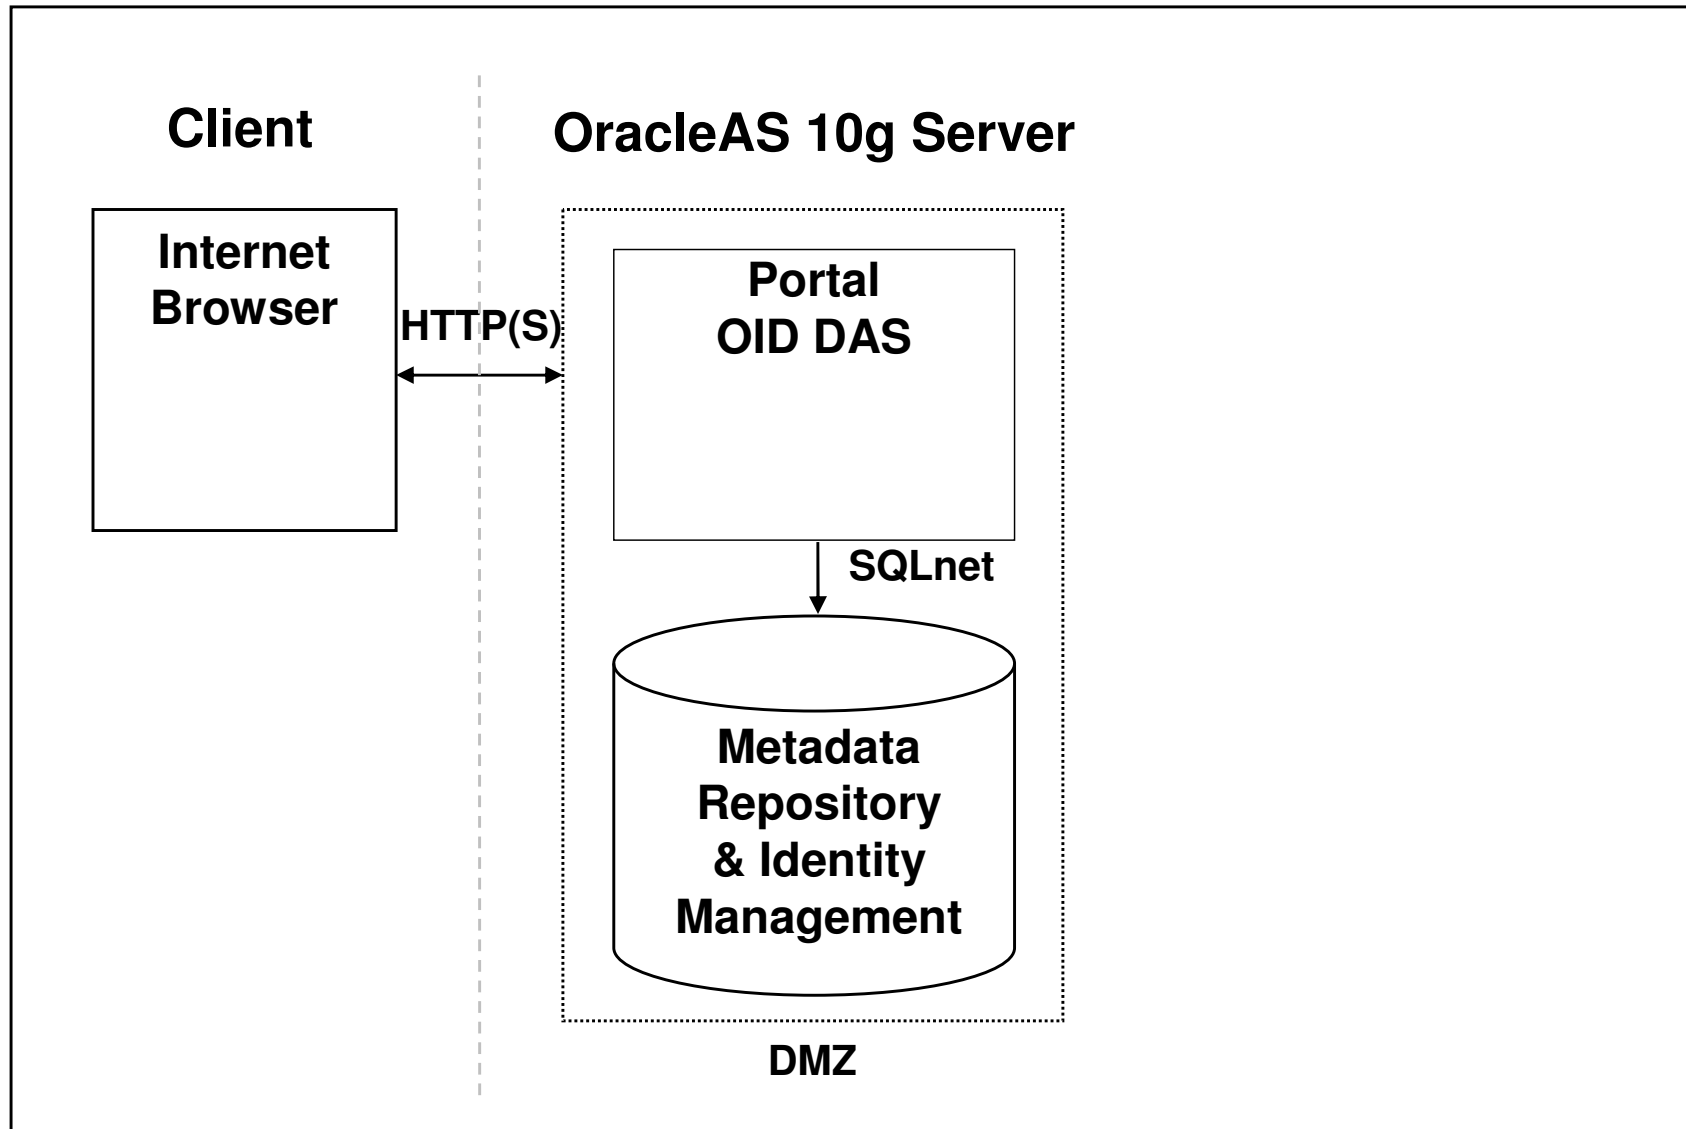 Client
OracleAS 10g Server
Internet
Browser
HTTP(S)
Portal
OID DAS
SQLnet
Metadata
Repository
& Identity
Management
DMZ